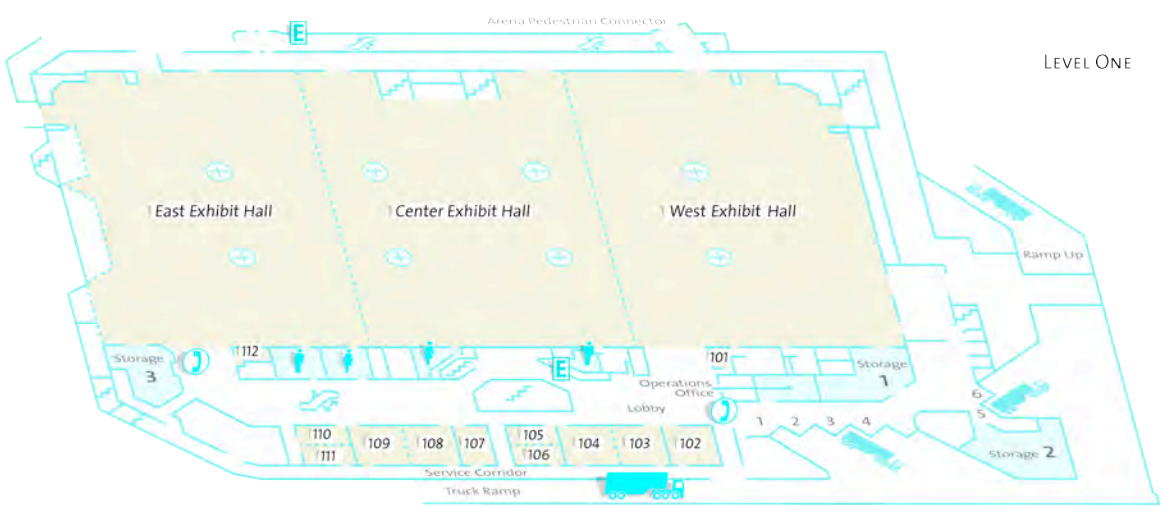 Arena Pedestrian Connector
LEVEL ONE
E
East Exhibit Hall
Center Exhibit Hall
West Exhibit Hall
Ramp Up
Storage
3
112
E
101
Storage
1
Operations
Office
Lobby
1
2
3
4
5
6
110
111
109
108
107
105
106
104
103
102
Storage 2
Service Corridor
Truck Ramp